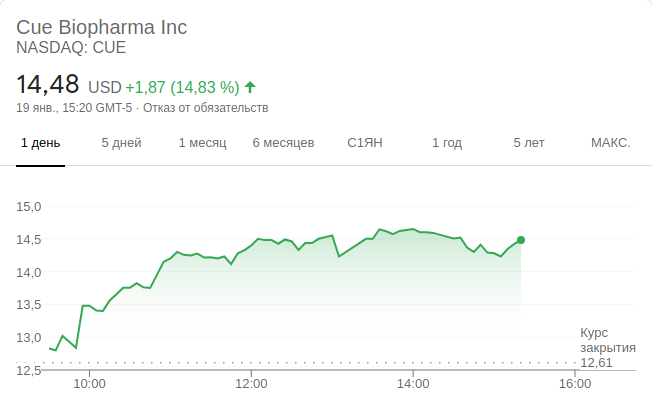 Cue Biopharma Inc
NASDAQ: CUE
14,48 USD +1,87 (14,83 %) ↑
19 янв., 15:20 GMT-5 · Отказ от обязательств
1 день 5 дней 1 месяц 6 месяцев С1ЯН 1 год 5 лет МАКС.
15,0
14,5
14,0
13,5
13,0
12,5
Курс
закрытия
12,61
10:00 12:00 14:00 16:00